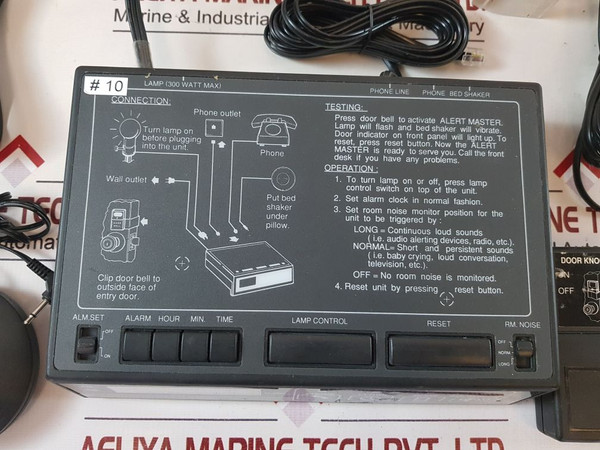 Marine & Industrial
Machinery
# 10
LAMP (300 WATT MAX)
PHONE LINE
PHONE
BED SHAKER
CONNECTION:
Phone outlet
Turn lamp on
before plugging
into the unit.
Phone
Wall outlet
Put bed
shaker
under
pillow.
Clip door bell to
outside face of
entry door.
TESTING:
Press door bell to activate ALERT MASTER.
Lamp will flash and bed shaker will vibrate.
Door indicator on front panel will light up. To
reset, press reset button. Now the ALERT
MASTER is ready to serve you. Call the front
desk if you have any problems.
OPERATION :
1. To turn lamp on or off, press lamp
control switch on top of the unit.
2. Set alarm clock in normal fashion.
3. Set room noise monitor position for the
unit to be triggered by :
LONG = Continuous loud sounds
(i.e. audio alerting devices, radio, etc.).
NORMAL= Short and persistent sounds
(i.e. baby crying, loud conversation,
television, etc.).
OFF = No room noise is monitored.
4. Reset unit by pressing reset button.
ALM.SET
OFF
ON
ALARM
HOUR
MIN.
TIME
LAMP CONTROL
RESET
RM. NOISE
OFF
NORM
LONG
DOOR KNO
ON
OFF
AELIYA MARINE TECH PVT. LTD